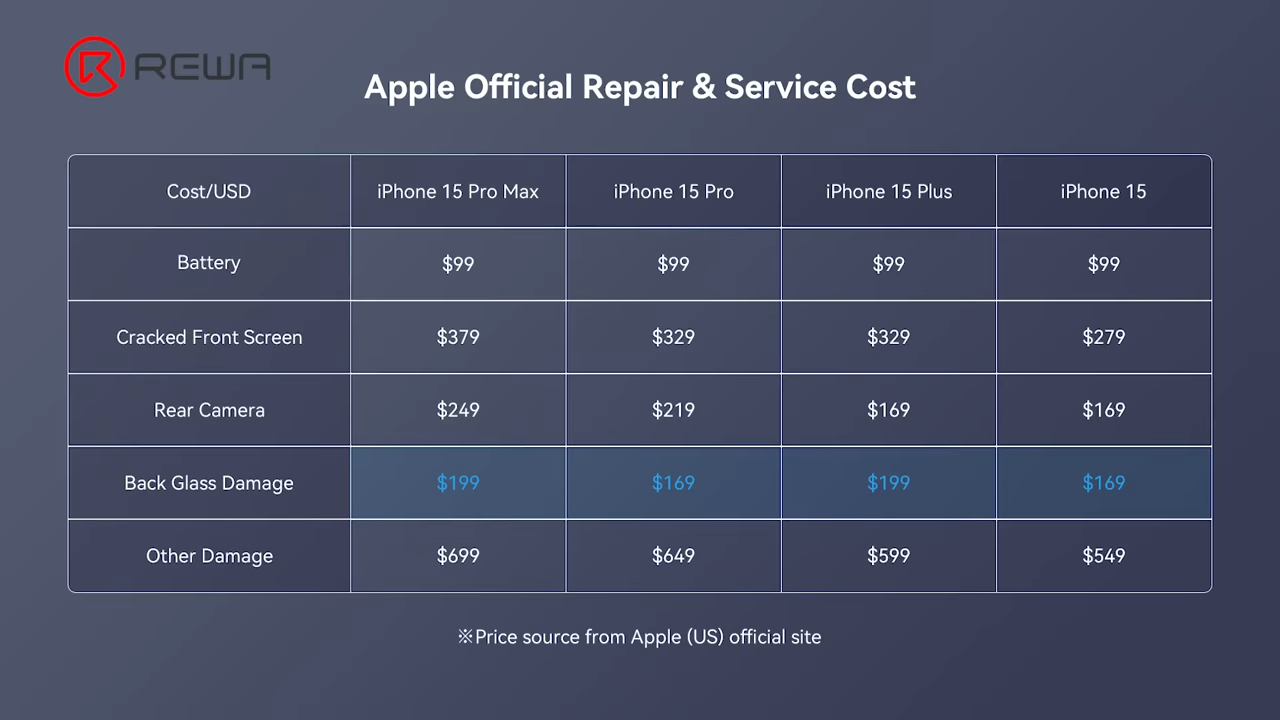 REWA
Apple Official Repair & Service Cost
Cost/USD iPhone 15 Pro Max iPhone 15 Pro iPhone 15 Plus iPhone 15
Battery $99 $99 $99 $99
Cracked Front Screen $379 $329 $329 $279
Rear Camera $249 $219 $169 $169
Back Glass Damage $199 $169 $199 $169
Other Damage $699 $649 $599 $549
※Price source from Apple (US) official site